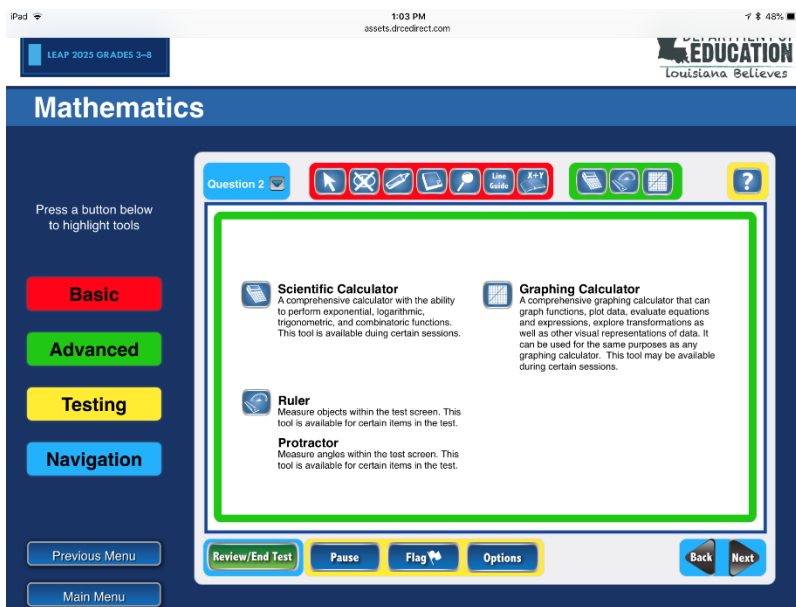 iPad 1:03 PM 48%
assets.drcedirect.com
LEAP 2025 GRADES 3–8
DEPARTMENT OF
EDUCATION
Louisiana Believes
Mathematics
Question 2
Line
Guide
X+Y
?
Press a button below
to highlight tools
Basic
Advanced
Testing
Navigation
Scientific Calculator
A comprehensive calculator with the ability
to perform exponential, logarithmic,
trigonometric, and combinatoric functions.
This tool is available duing certain sessions.
Graphing Calculator
A comprehensive graphing calculator that can
graph functions, plot data, evaluate equations
and expressions, explore transformations as
well as other visual representations of data. It
can be used for the same purposes as any
graphing calculator. This tool may be available
during certain sessions.
Ruler
Measure objects within the test screen. This
tool is available for certain items in the test.
Protractor
Measure angles within the test screen. This
tool is available for certain items in the test.
Previous Menu
Main Menu
Review/End Test
Pause
Flag
Options
Back
Next